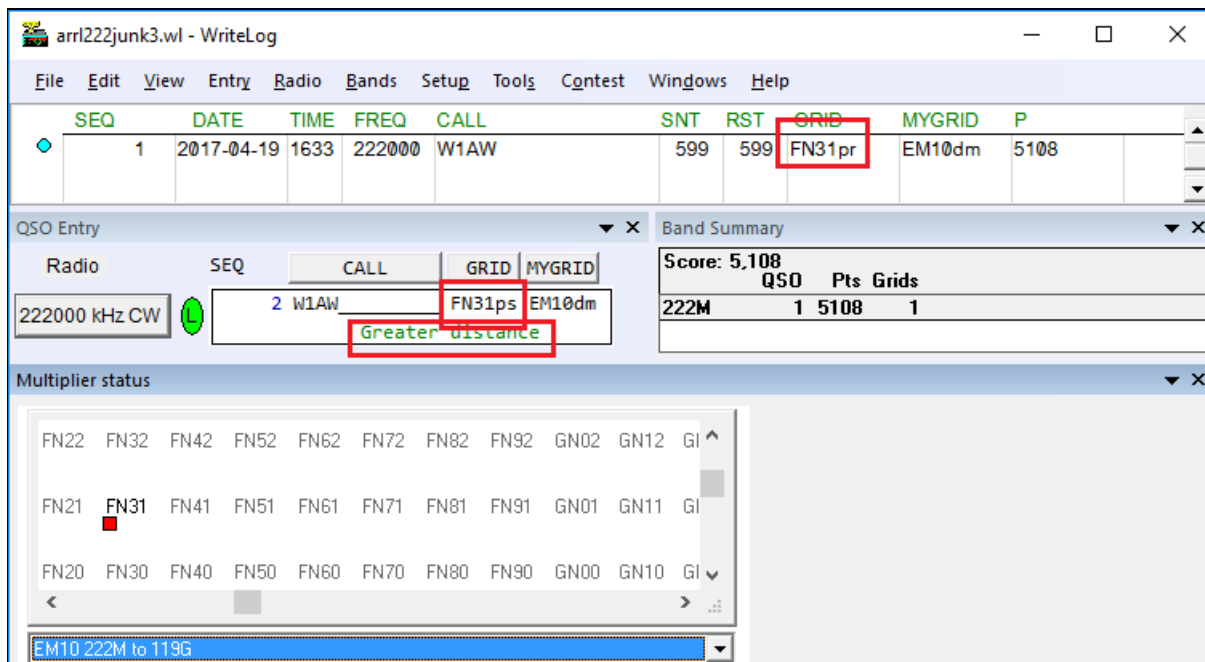 arrl222junk3.wl - WriteLog
File Edit View Entry Radio Bands Setup Tools Contest Windows Help
SEQ DATE TIME FREQ CALL SNT RST GRID MYGRID P
1 2017-04-19 1633 222000 W1AW 599 599 FN31pr EM10dm 5108
QSO Entry
Radio SEQ CALL GRID MYGRID
222000 kHz CW L 2 W1AW________ FN31ps EM10dm
Greater distance
Band Summary
Score: 5,108
QSO Pts Grids
222M 1 5108 1
Multiplier status
FN22 FN32 FN42 FN52 FN62 FN72 FN82 FN92 GN02 GN12 GI
FN21 FN31 FN41 FN51 FN61 FN71 FN81 FN91 GN01 GN11 GI
FN20 FN30 FN40 FN50 FN60 FN70 FN80 FN90 GN00 GN10 GI
EM10 222M to 119G